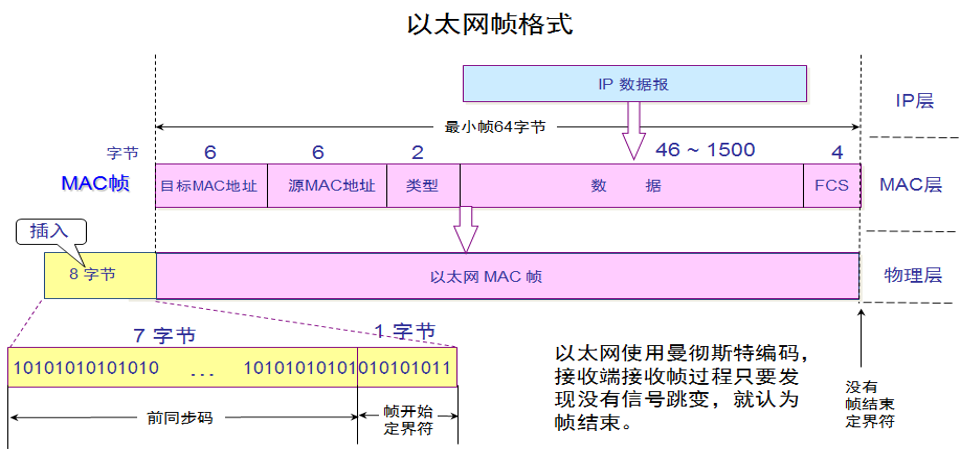 以太网帧格式
IP 数据报
IP层
最小帧64字节
字节
6
6
2
46 ~ 1500
4
MAC帧
目标MAC地址
源MAC地址
类型
数 据
FCS
MAC层
插入
8 字节
以太网 MAC 帧
物理层
7 字节
1 字节
10101010101010 ... 10101010101010101011
前同步码
帧开始
定界符
以太网使用曼彻斯特编码，
接收端接收帧过程只要发
现没有信号跳变，就认为
帧结束。
没有
帧结束
定界符